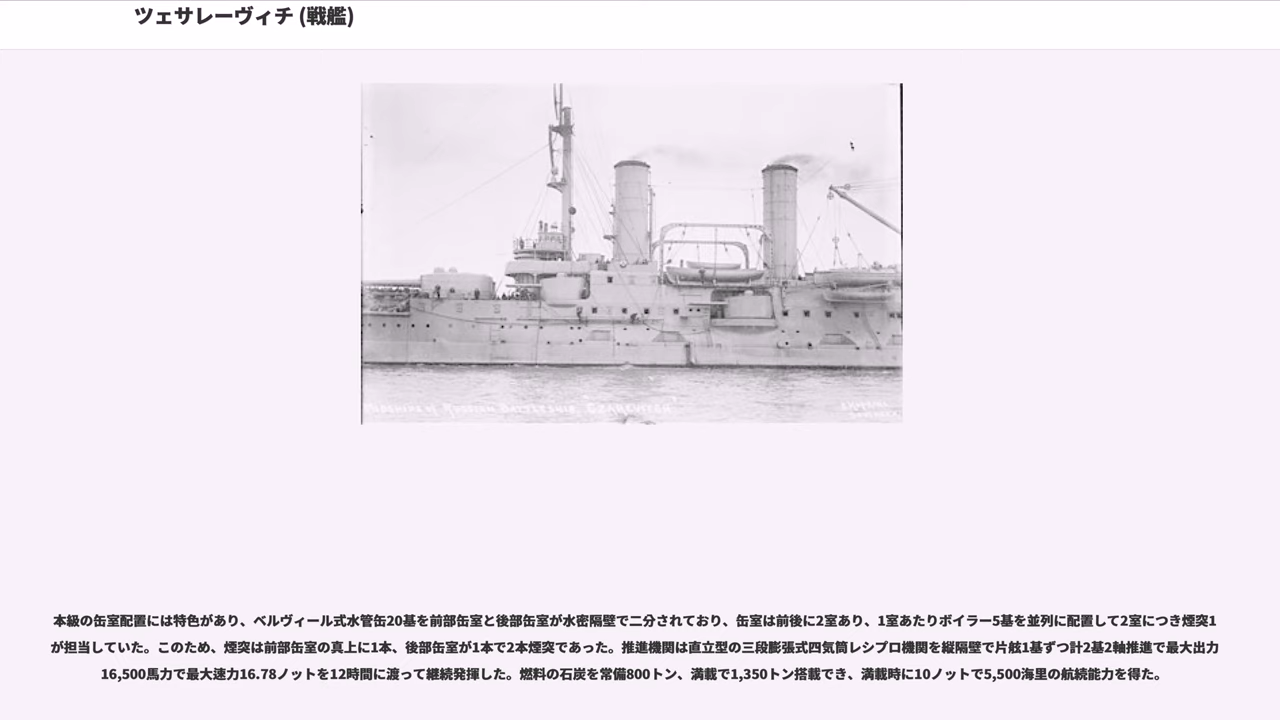 ツェサレーヴィチ (戦艦)
MIDSHIPS of RUSSIAN BATTLESHIP, "CZAREVITCH"
本級の缶室配置には特色があり、ベルヴィール式水管缶20基を前部缶室と後部缶室が水密隔壁で二分されており、缶室は前後に2室あり、1室あたりボイラー5基を並列に配置して2室につき煙突1
が担当していた。このため、煙突は前部缶室の真上に1本、後部缶室が1本で2本煙突であった。推進機関は直立型の三段膨張式四気筒レシプロ機関を縦隔壁で片舷1基ずつ計2基2軸推進で最大出力
16,500馬力で最大速力16.78ノットを12時間に渡って継続発揮した。燃料の石炭を常備800トン、満載で1,350トン搭載でき、満載時に10ノットで5,500海里の航続能力を得た。